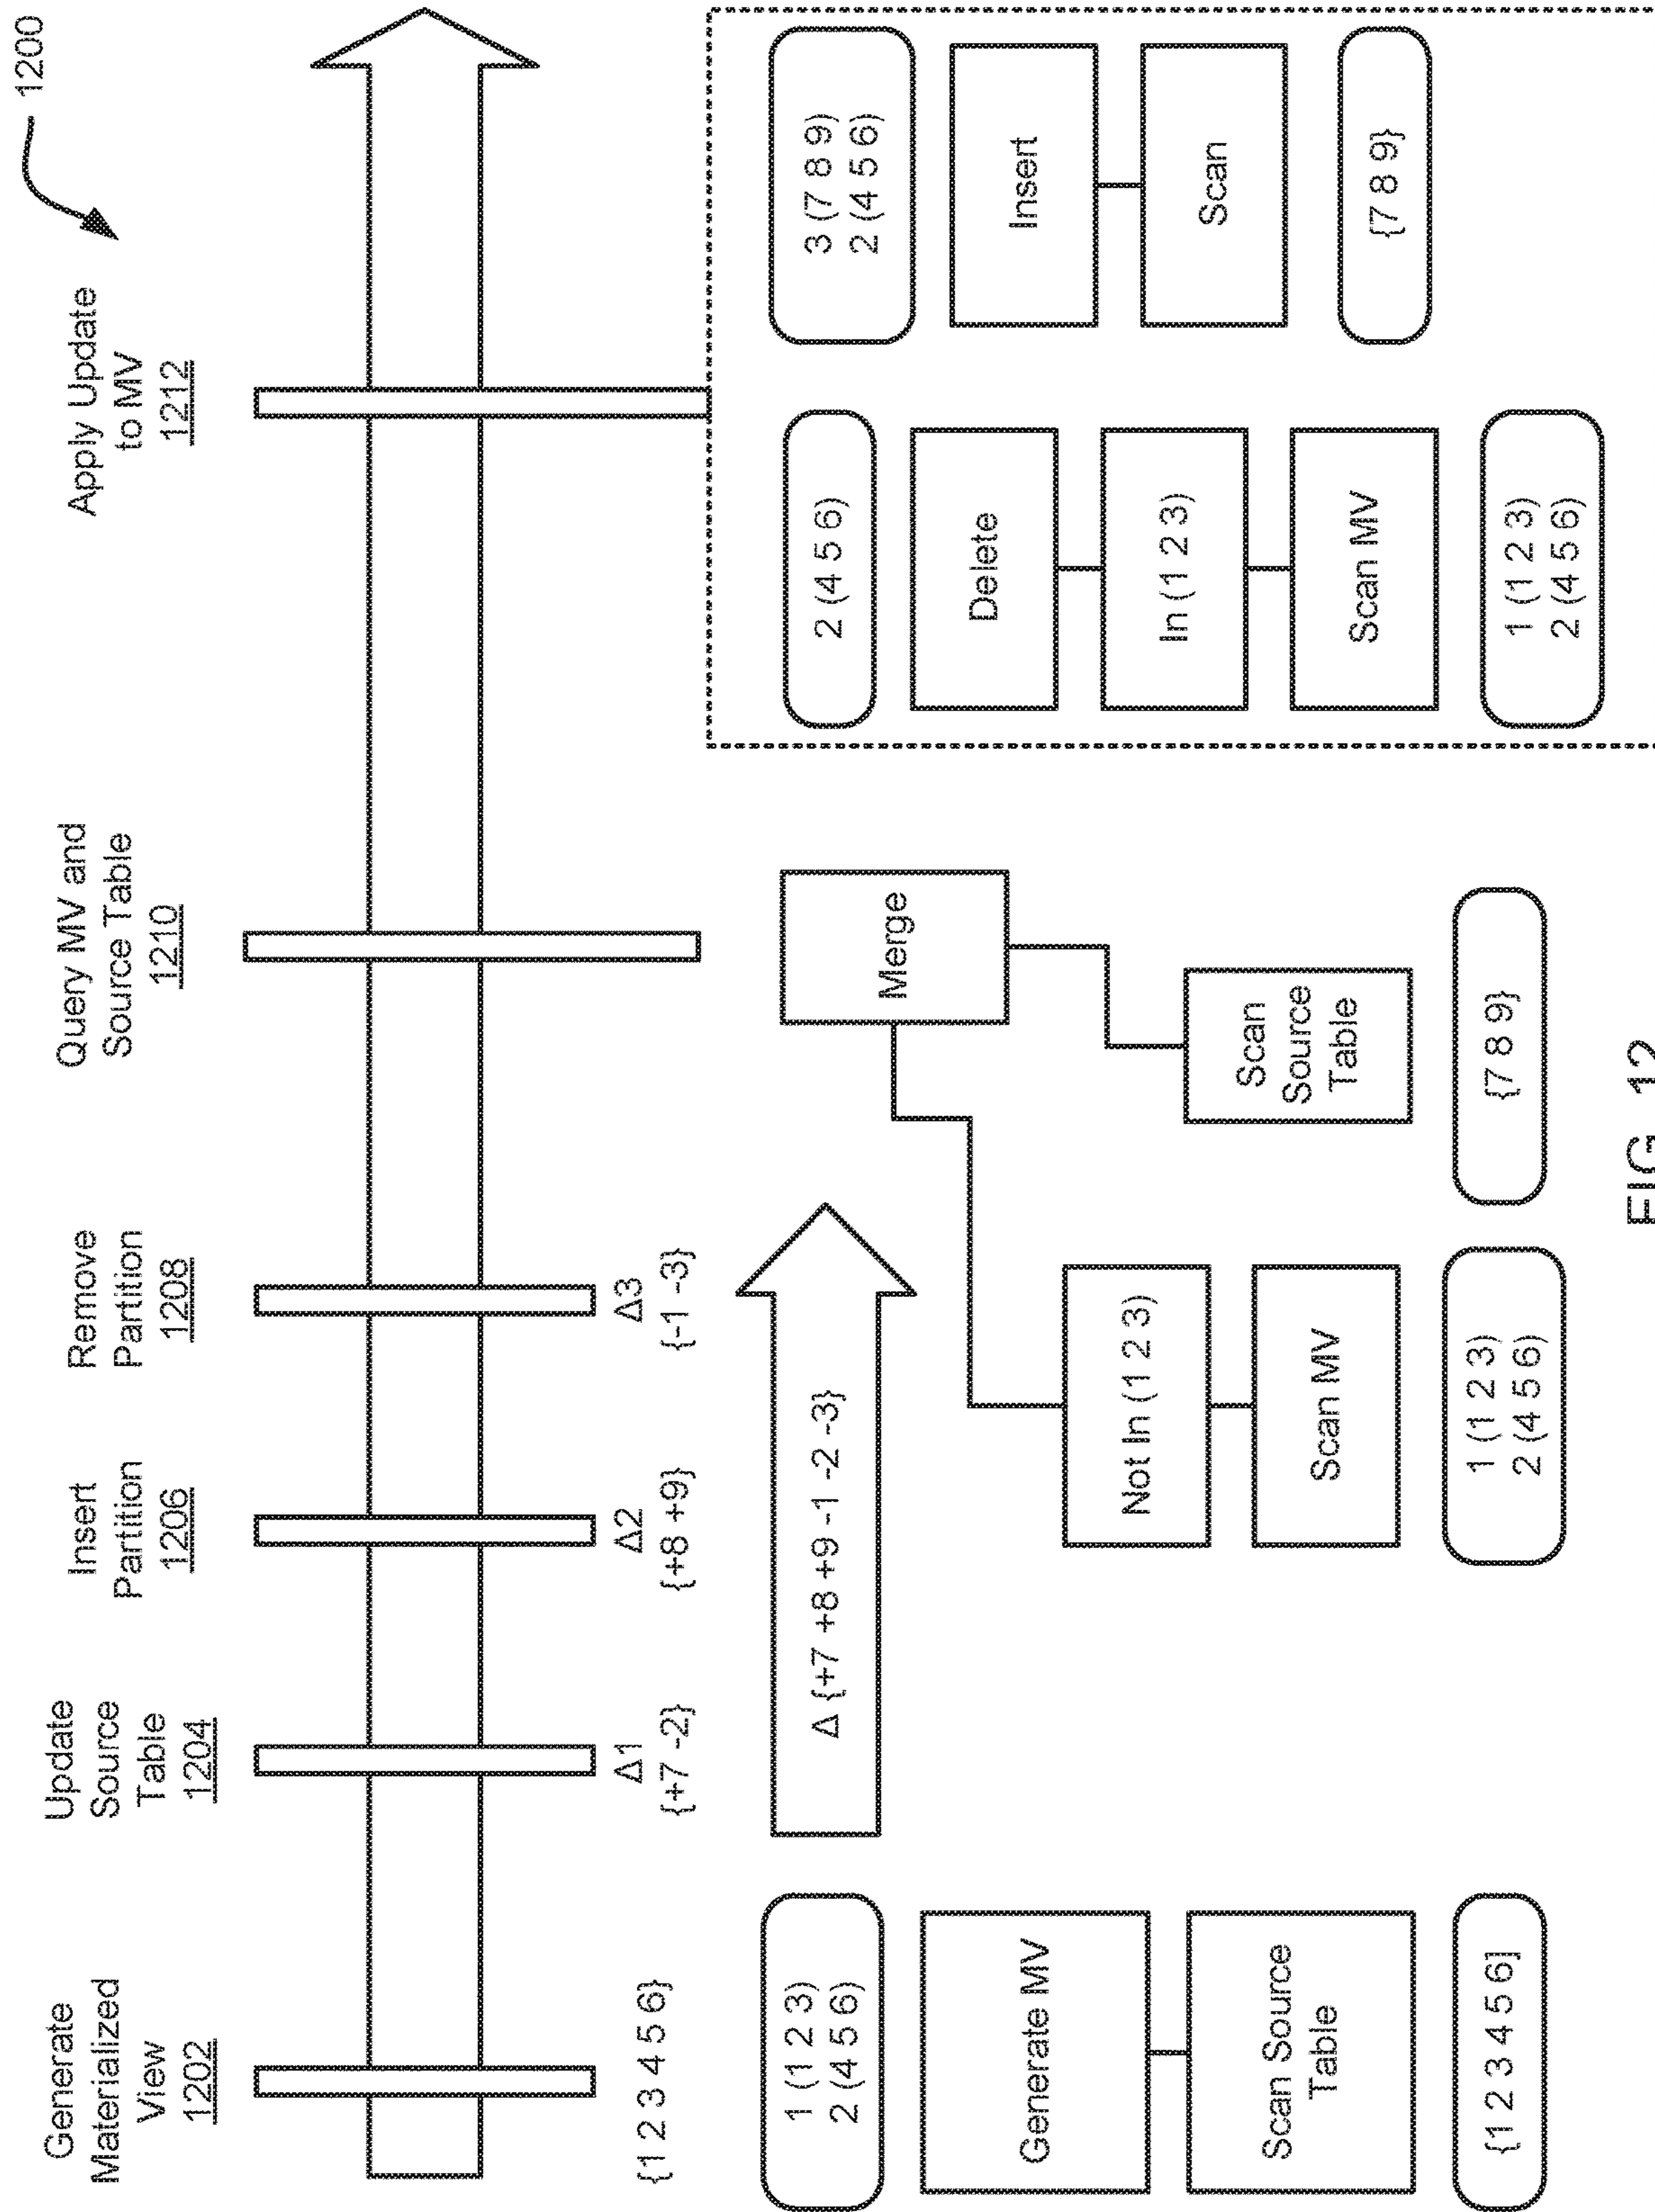 1200
Generate
Materialized
View
1202
Update
Source
Table
1204
Insert
Partition
1206
Remove
Partition
1208
Query MV and
Source Table
1210
Apply Update
to MV
1212
{1 2 3 4 5 6}
Δ1
{+7 -2}
Δ2
{+8 +9}
Δ3
{-1 -3}
Δ {+7 +8 +9 -1 -2 -3}
1 (1 2 3)
2 (4 5 6)
Generate MV
Scan Source
Table
{1 2 3 4 5 6]
Merge
Not In (1 2 3)
Scan MV
1 (1 2 3)
2 (4 5 6)
Scan
Source
Table
{7 8 9}
2 (4 5 6)
Delete
In (1 2 3)
Scan MV
1 (1 2 3)
2 (4 5 6)
3 (7 8 9)
2 (4 5 6)
Insert
Scan
{7 8 9}
FIG. 12